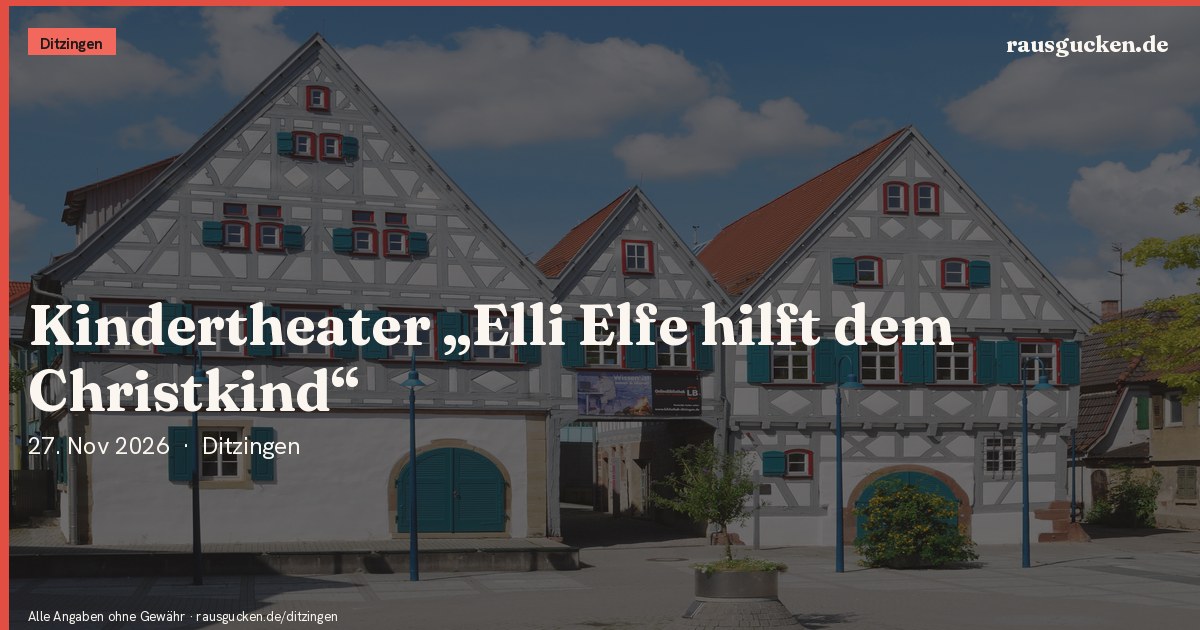 Ditzingen
rausgucken.de
Kindertheater „Elli Elfe hilft dem
Christkind“
27. Nov 2026 · Ditzingen
Alle Angaben ohne Gewähr · rausgucken.de/ditzingen